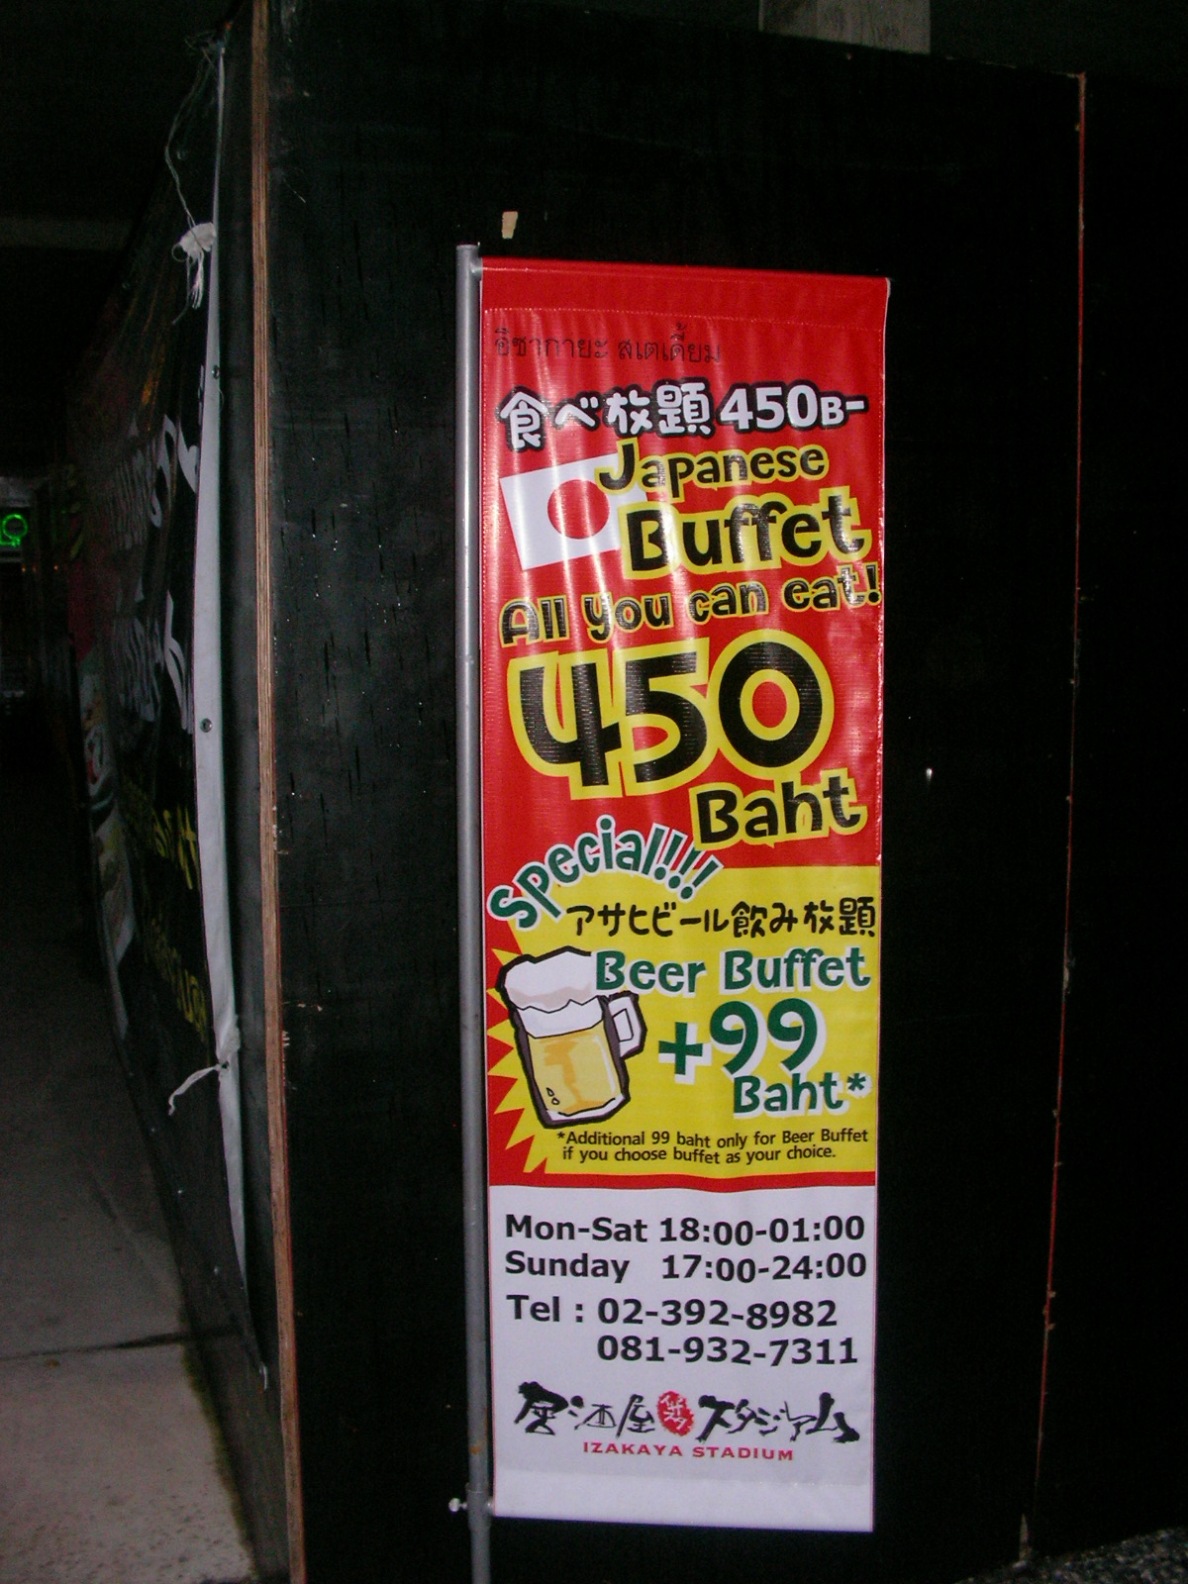 อิซากายะ สเตเดี้ยม
食べ放題 450B-
Japanese
Buffet
All you can eat!
450
Baht
Special!!!!
アサヒビール飲み放題
Beer Buffet
+99
Baht*
*Additional 99 baht only for Beer Buffet
if you choose buffet as your choice.
Mon-Sat 18:00-01:00
Sunday 17:00-24:00
Tel : 02-392-8982
081-932-7311
居酒屋 イザスタ スタジアム
IZAKAYA STADIUM